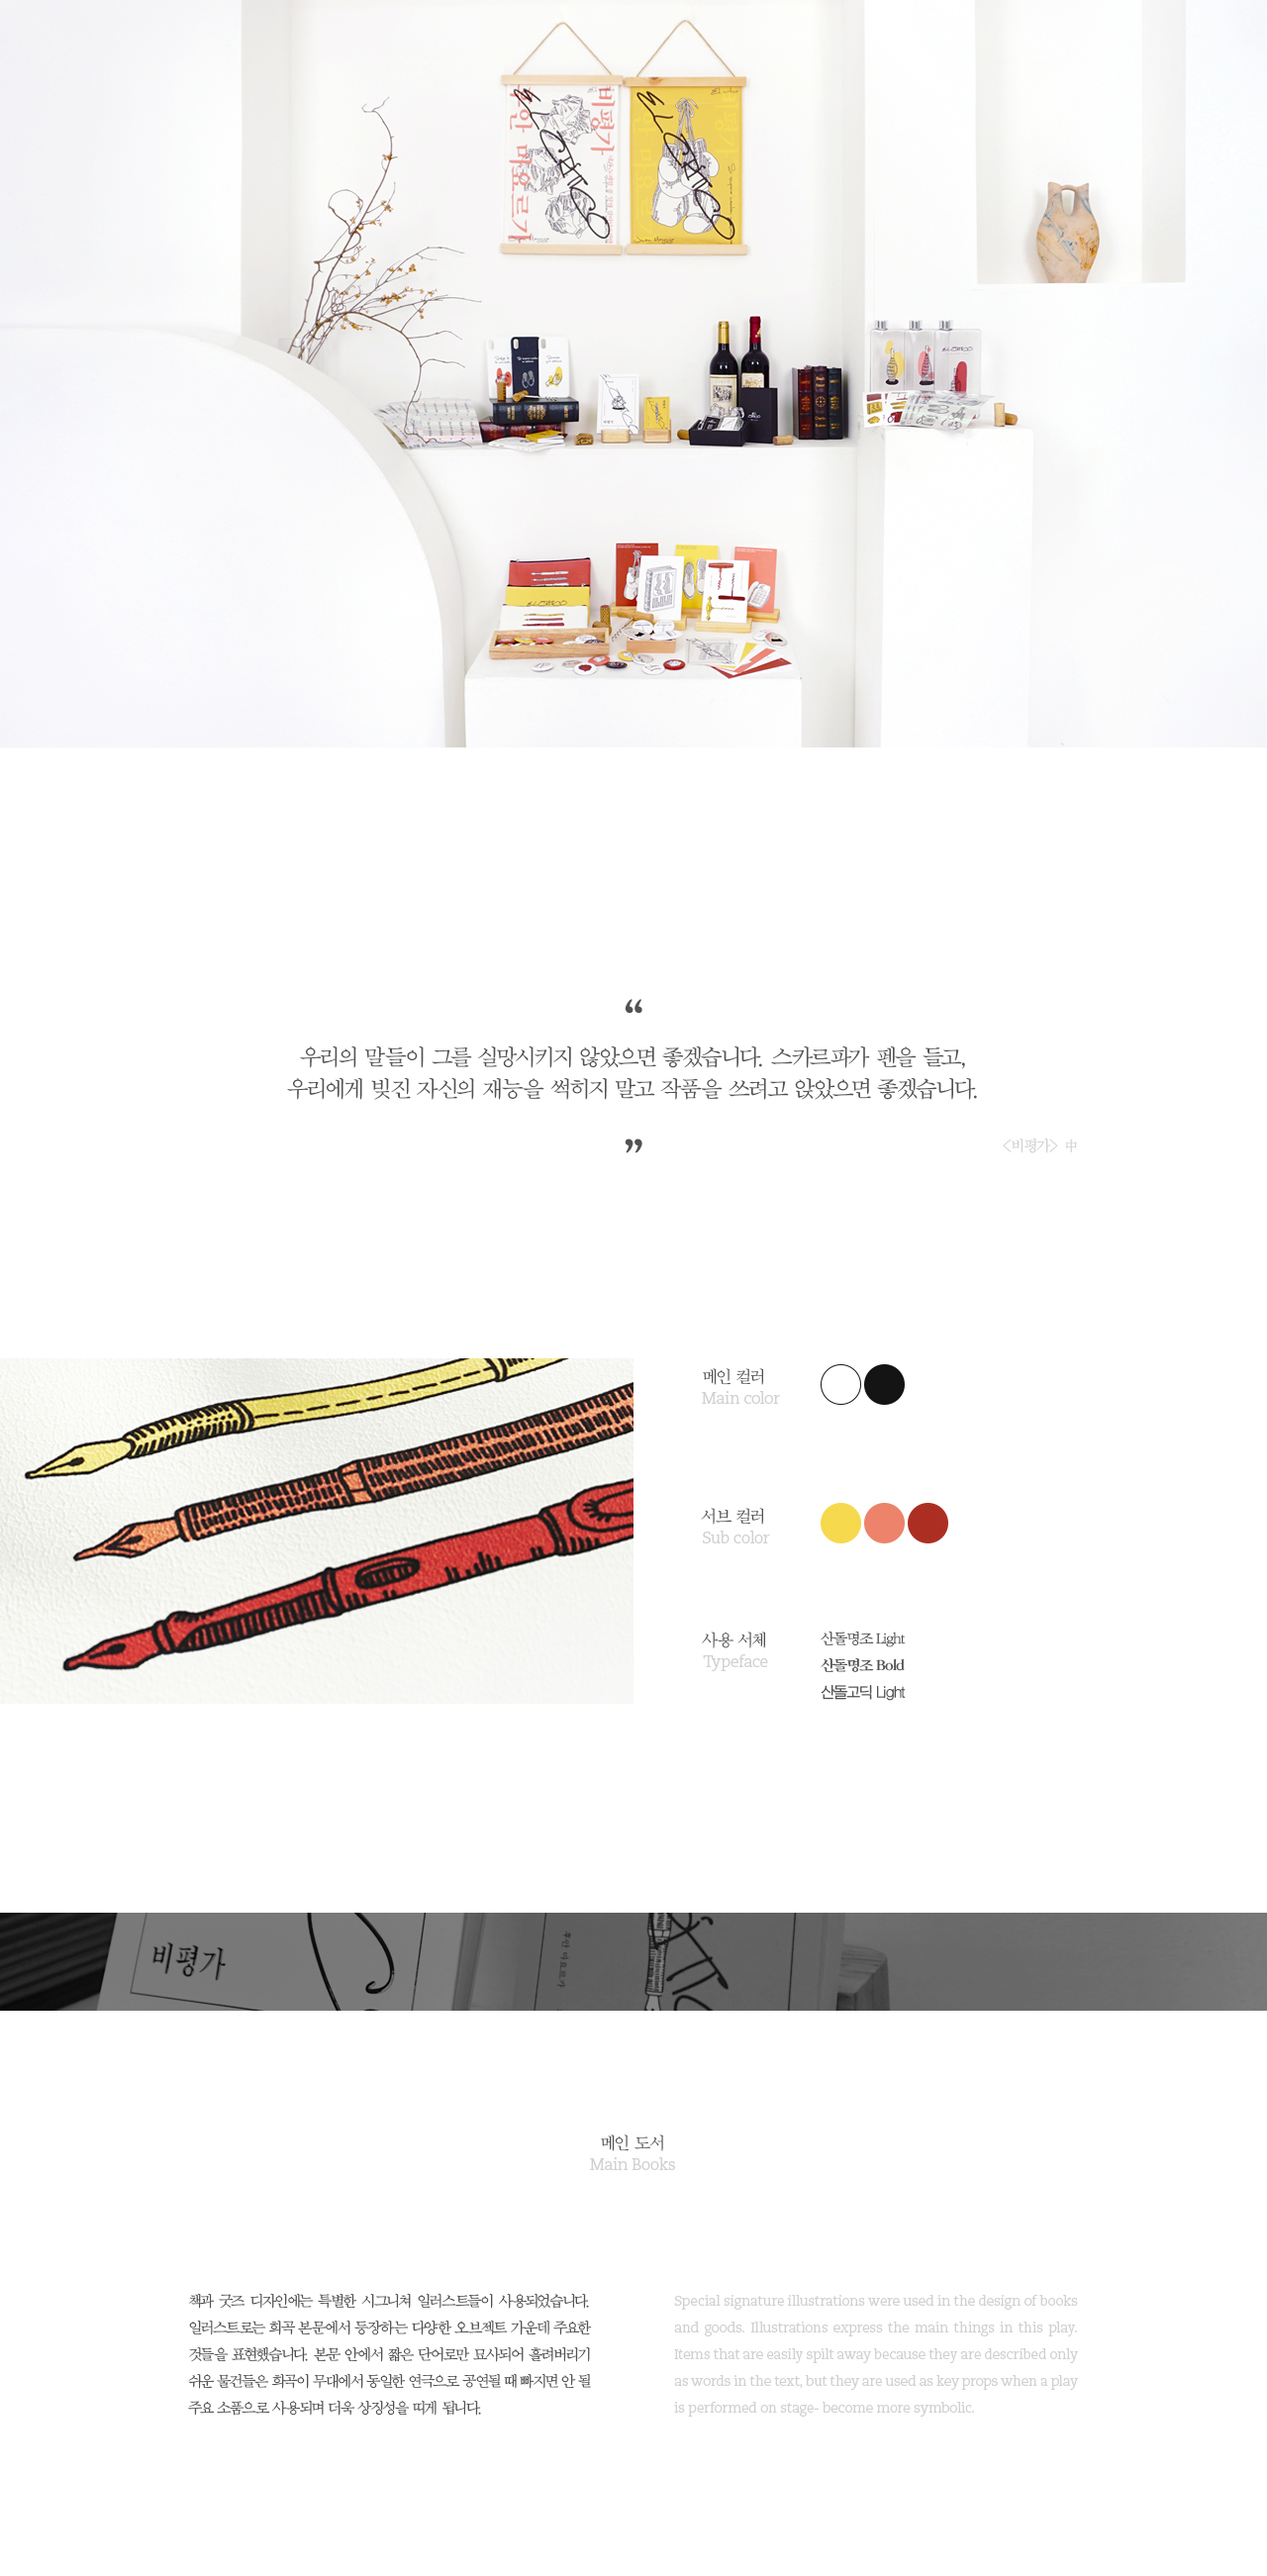 비평가
EL CHICO
“
우리의 말들이 그를 실망시키지 않았으면 좋겠습니다. 스카르파가 펜을 들고,
우리에게 빚진 자신의 재능을 썩히지 말고 작품을 쓰려고 앉았으면 좋겠습니다.
”
<비평가> 中
메인 컬러
Main color
서브 컬러
Sub color
사용 서체
Typeface
산돌명조 Light
산돌명조 Bold
산돌고딕 Light
비평가
후안 마요르가
메인 도서
Main Books
책과 굿즈 디자인에는 특별한 시그니쳐 일러스트들이 사용되었습니다.
일러스트로는 희곡 본문에서 등장하는 다양한 오브젝트 가운데 주요한
것들을 표현했습니다. 본문 안에서 짧은 단어로만 묘사되어 흘려버리기
쉬운 물건들은 희곡이 무대에서 동일한 연극으로 공연될 때 빠지면 안 될
주요 소품으로 사용되며 더욱 상징성을 띠게 됩니다.
Special signature illustrations were used in the design of books
and goods. Illustrations express the main things in this play.
Items that are easily spilt away because they are described only
as words in the text, but they are used as key props when a play
is performed on stage- become more symbolic.